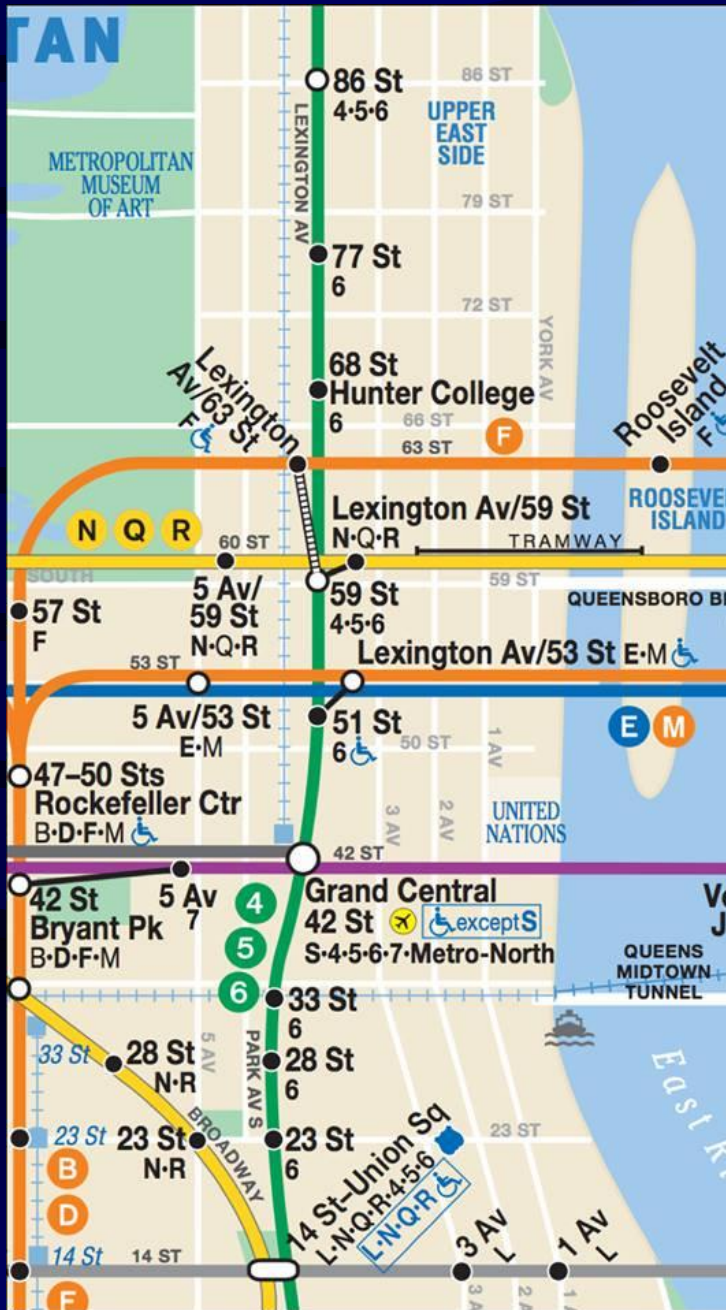 TAN
86 St
4•5•6
86 ST
LEXINGTON AV
UPPER
EAST
SIDE
METROPOLITAN
MUSEUM
OF ART
79 ST
77 St
6
72 ST
YORK AV
68 St
Hunter College
6
66 ST
Lexington
Av/63 St
F
F
63 ST
Roosevelt
Island
F
ROOSEVE
ISLAND
N Q R
60 ST
Lexington Av/59 St
N•Q•R
TRAMWAY
SOUTH
5 Av/
59 St
N•Q•R
59 ST
59 St
4•5•6
QUEENSBORO B
57 St
F
53 ST
Lexington Av/53 St E•M
5 Av/53 St
E•M
51 St
6
50 ST
1 AV
E M
47–50 Sts
Rockefeller Ctr
B•D•F•M
3 AV
2 AV
UNITED
NATIONS
42 ST
42 St
Bryant Pk
B•D•F•M
5 Av
7
4
5
6
Grand Central
42 St except S
S•4•5•6•7•Metro-North
V
J
QUEENS
MIDTOWN
TUNNEL
33 St
6
33 St
28 St
N•R
5 AV
PARK AV S
28 St
6
East R
23 St
23 St
N•R
BROADWAY
23 St
6
23 ST
B
D
14 St–Union Sq
L•N•Q•R•4•5•6
L•N•Q•R
3 Av
L
1 Av
L
14 St
14 ST
F
3 A
2 A
1